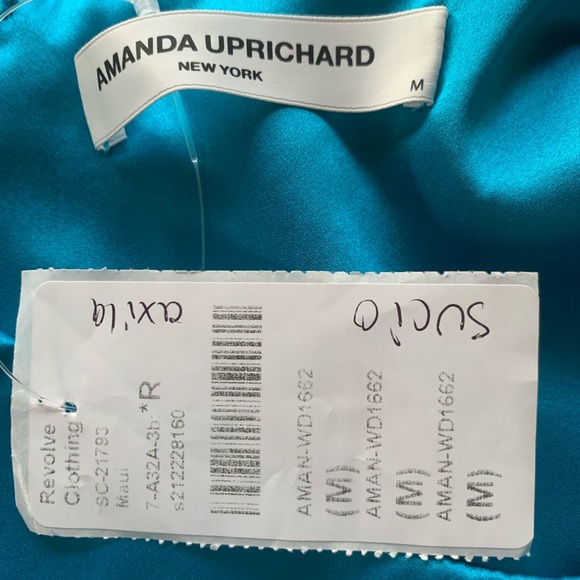 AMANDA UPRICHARD
NEW YORK
M
sucio
axila
Revolve
Clothing
SC-21793
Maui
7-A32A-3b *R
s212228160
AMAN-WD1662
(M)
AMAN-WD1662
(M)
AMAN-WD1662
(M)